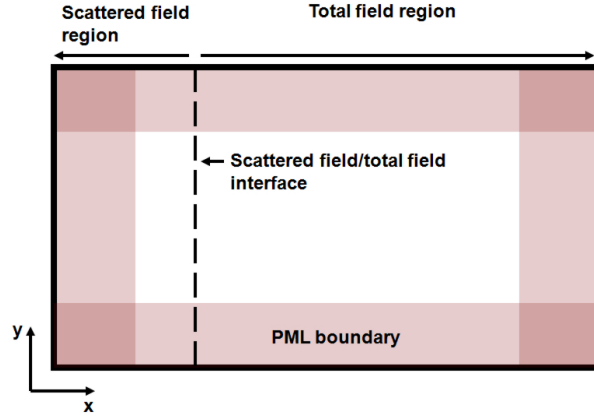 Scattered field
region
Total field region
Scattered field/total field
interface
PML boundary
y
x